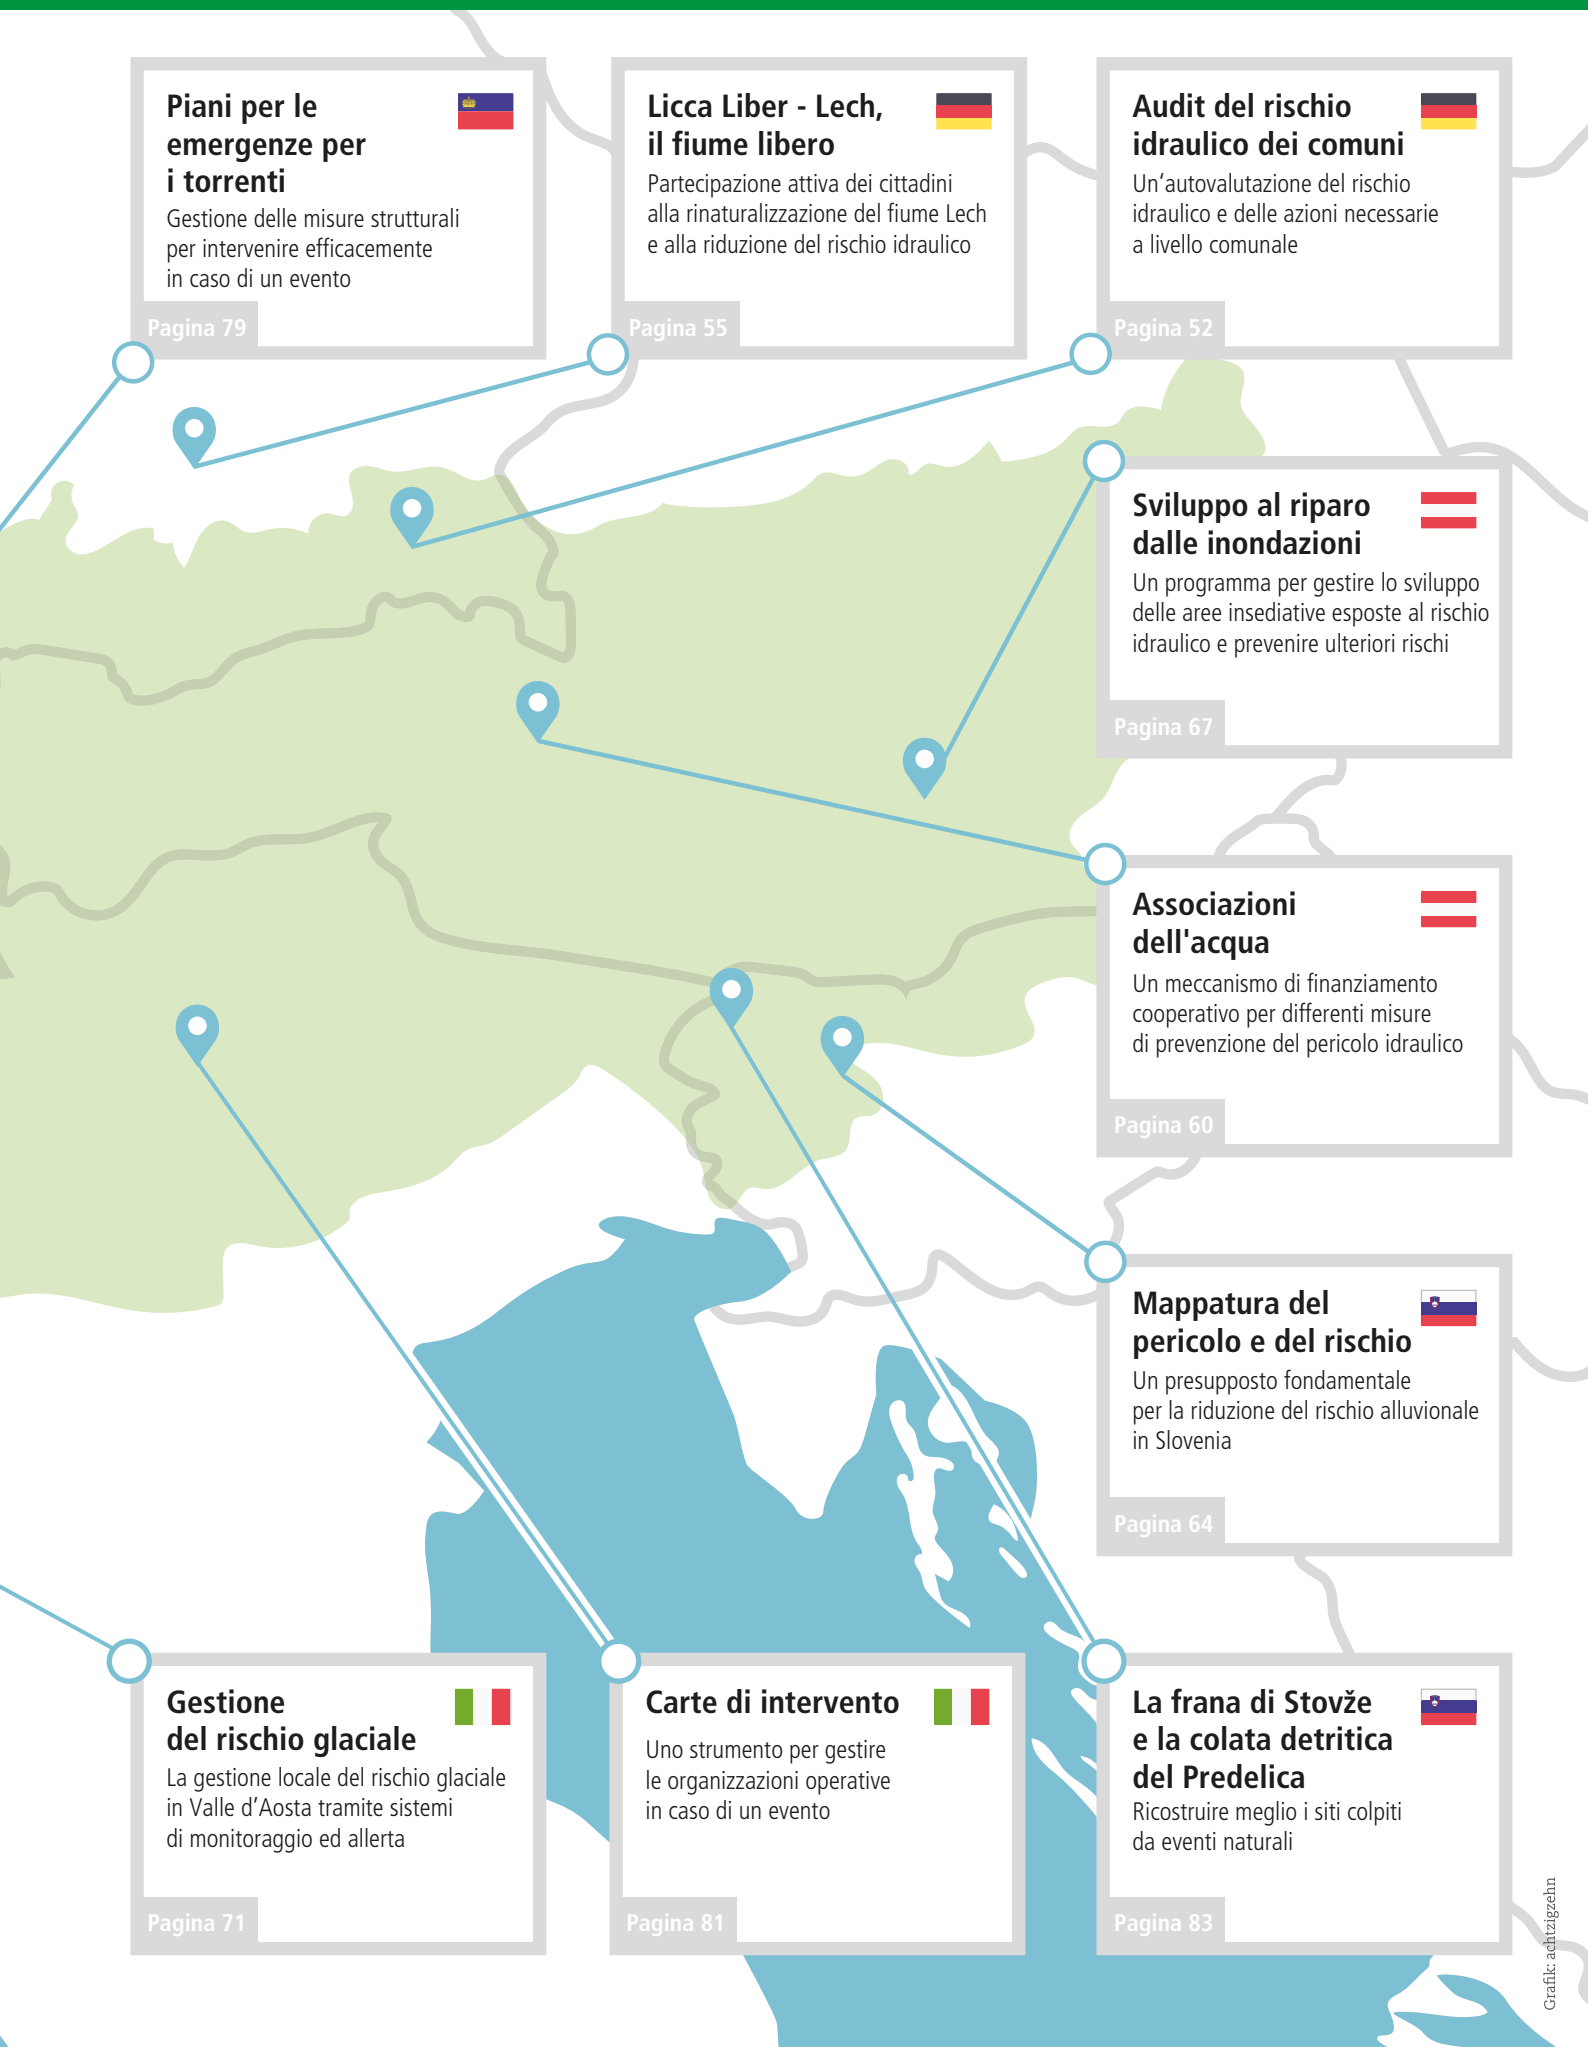 Piani per le
emergenze per
i torrenti
Gestione delle misure strutturali
per intervenire efficacemente
in caso di un evento
Pagina 79
Licca Liber - Lech,
il fiume libero
Partecipazione attiva dei cittadini
alla rinaturalizzazione del fiume Lech
e alla riduzione del rischio idraulico
Pagina 55
Audit del rischio
idraulico dei comuni
Un‘autovalutazione del rischio
idraulico e delle azioni necessarie
a livello comunale
Pagina 52
Sviluppo al riparo
dalle inondazioni
Un programma per gestire lo sviluppo
delle aree insediative esposte al rischio
idraulico e prevenire ulteriori rischi
Pagina 67
Associazioni
dell'acqua
Un meccanismo di finanziamento
cooperativo per differenti misure
di prevenzione del pericolo idraulico
Pagina 60
Mappatura del
pericolo e del rischio
Un presupposto fondamentale
per la riduzione del rischio alluvionale
in Slovenia
Pagina 64
Gestione
del rischio glaciale
La gestione locale del rischio glaciale
in Valle d’Aosta tramite sistemi
di monitoraggio ed allerta
Pagina 71
Carte di intervento
Uno strumento per gestire
le organizzazioni operative
in caso di un evento
Pagina 81
La frana di Stovže
e la colata detritica
del Predelica
Ricostruire meglio i siti colpiti
da eventi naturali
Pagina 83
Grafik: achtzigzehn